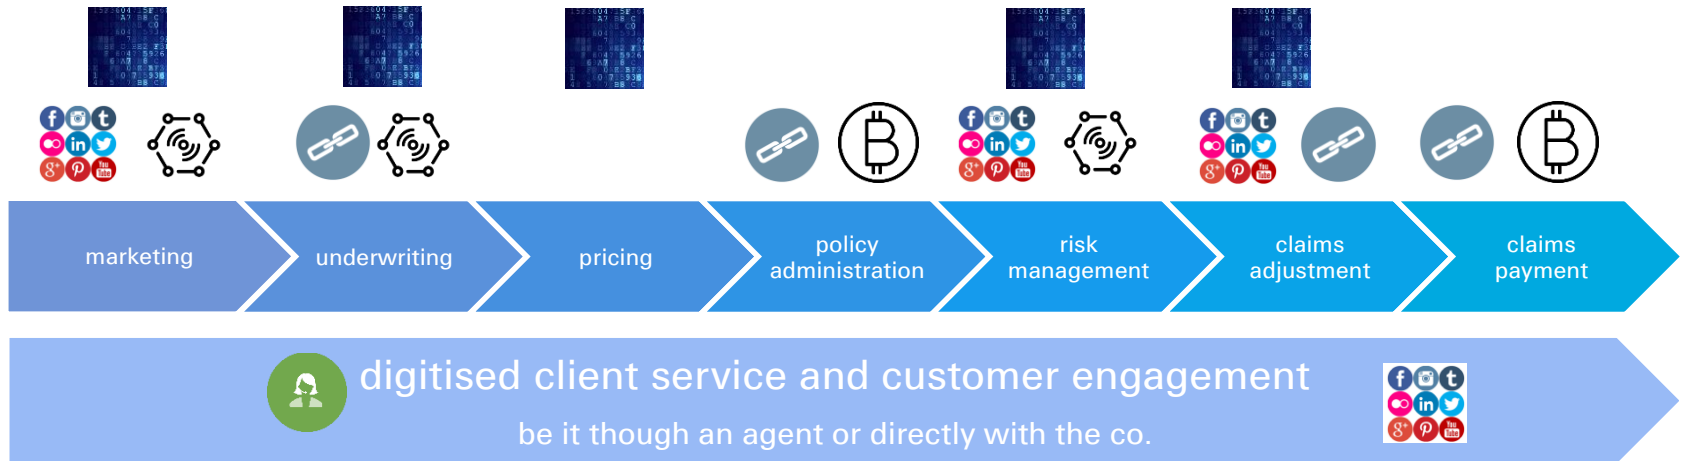 marketing
underwriting
pricing
policy
administration
risk
management
claims
adjustment
claims
payment
digitised client service and customer engagement
be it though an agent or directly with the co.